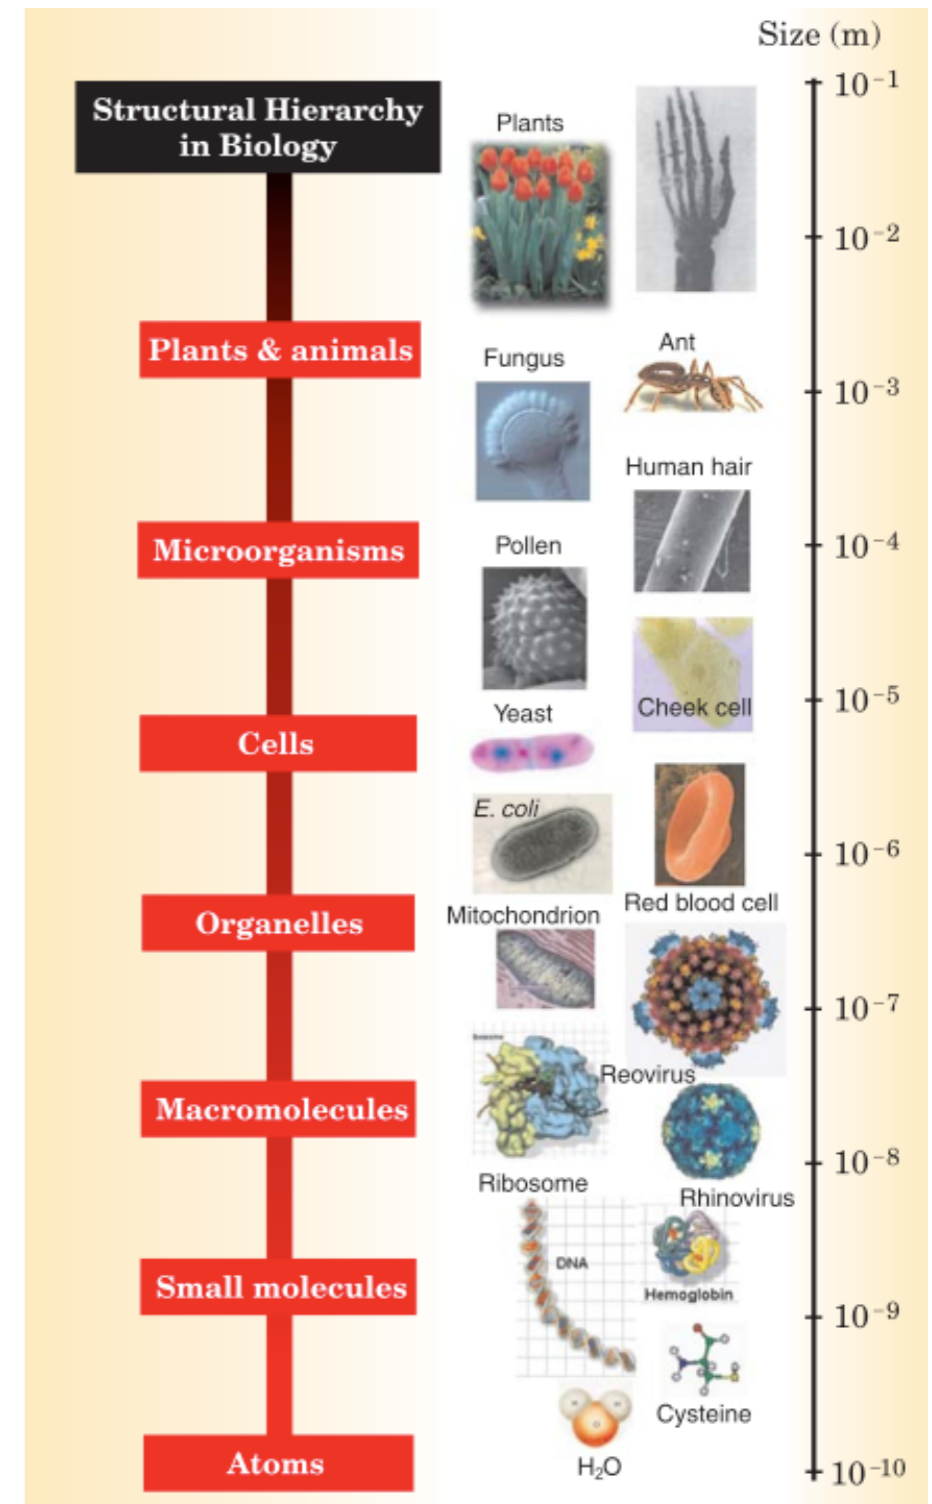 Size (m)
Structural Hierarchy
in Biology
Plants
10⁻¹
10⁻²
Plants & animals
Fungus
Ant
10⁻³
Human hair
Microorganisms
Pollen
10⁻⁴
Cheek cell
10⁻⁵
Yeast
Cells
E. coli
10⁻⁶
Red blood cell
Organelles
Mitochondrion
10⁻⁷
Reovirus
Macromolecules
Ribosome
10⁻⁸
Rhinovirus
DNA
Hemoglobin
Small molecules
10⁻⁹
Cysteine
H₂O
Atoms
10⁻¹⁰